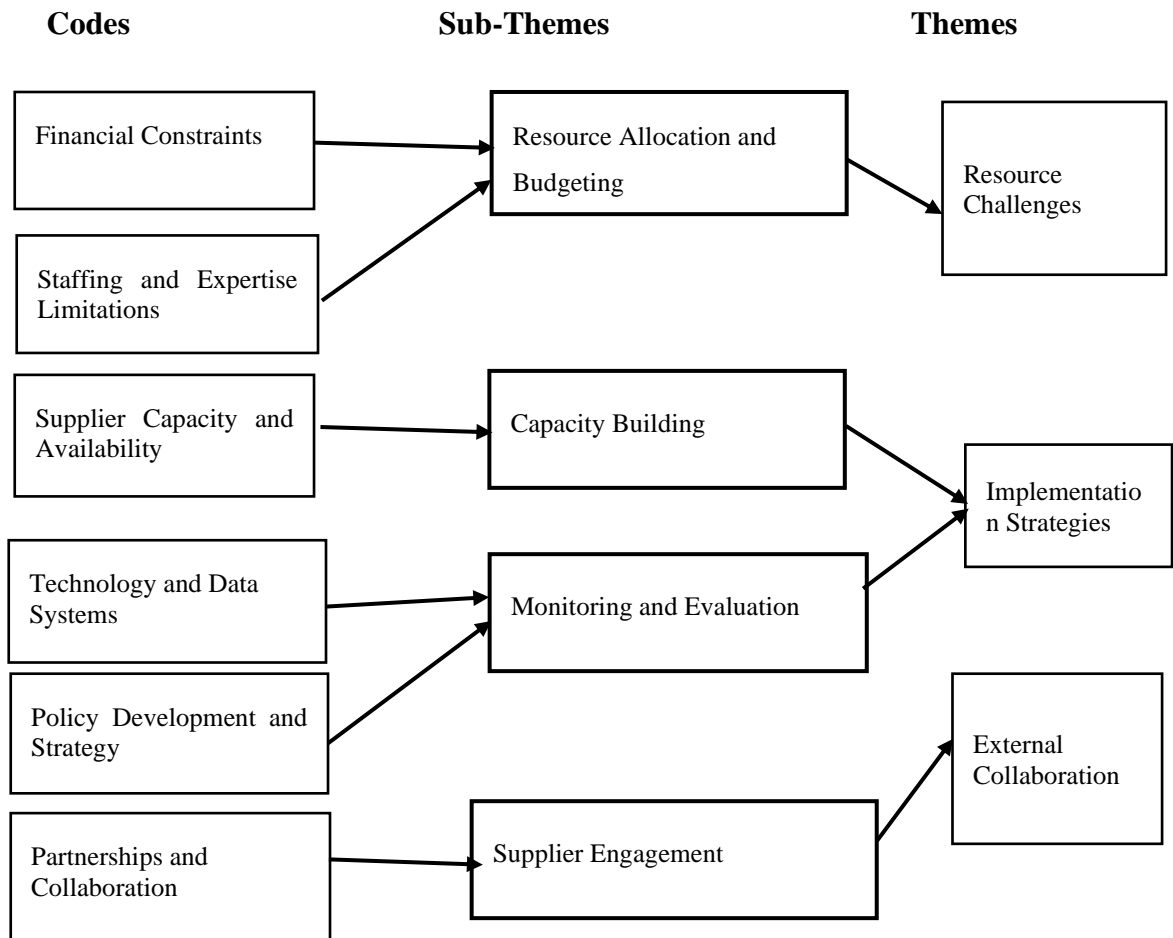 Codes
Sub-Themes
Themes
Financial Constraints
Resource Allocation and
Budgeting
Resource
Challenges
Staffing and Expertise
Limitations
Supplier Capacity and
Availability
Capacity Building
Implementatio
n Strategies
Technology and Data
Systems
Monitoring and Evaluation
Policy Development and
Strategy
External
Collaboration
Partnerships and
Collaboration
Supplier Engagement